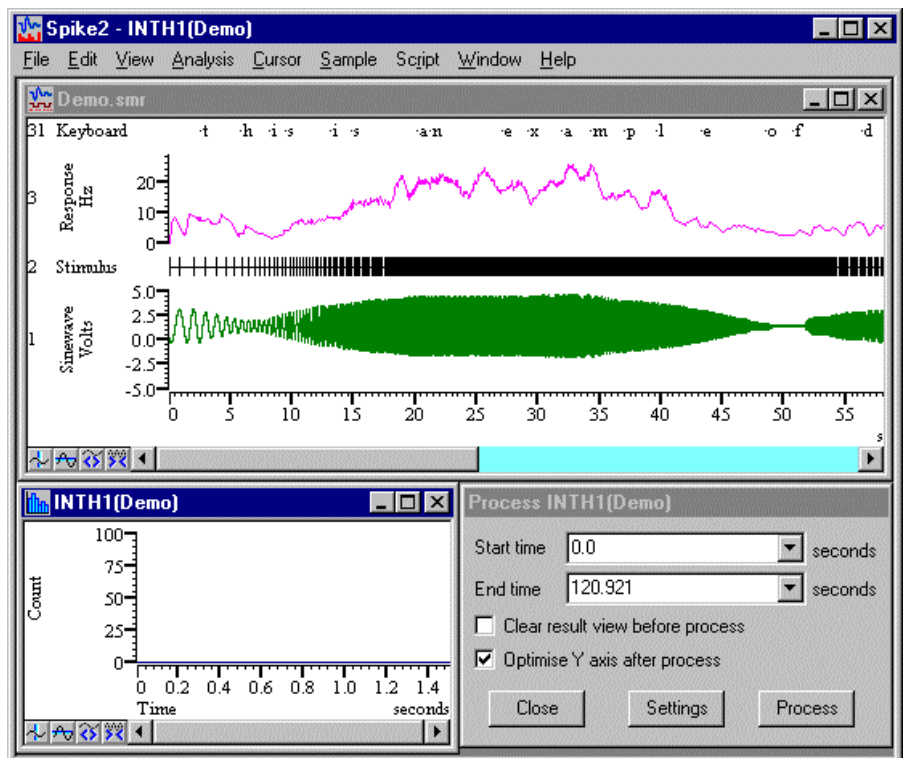 Spike2 - INTH1(Demo)
File Edit View Analysis Cursor Sample Script Window Help
Demo.smr
31 Keyboard ·t ·h ·i ·s ·i ·s ·a·n ·e ·x ·a ·m ·p ·l ·e ·o ·f ·d
3 Response Hz
20
10
0
2 Stimulus
1 Sinewave Volts
5.0
2.5
0.0
-2.5
-5.0
0 5 10 15 20 25 30 35 40 45 50 55
s
INTH1(Demo)
Count
100
75
50
25
0
0 0.2 0.4 0.6 0.8 1.0 1.2 1.4
Time seconds
Process INTH1(Demo)
Start time 0.0 seconds
End time 120.921 seconds
Clear result view before process
Optimise Y axis after process
Close Settings Process